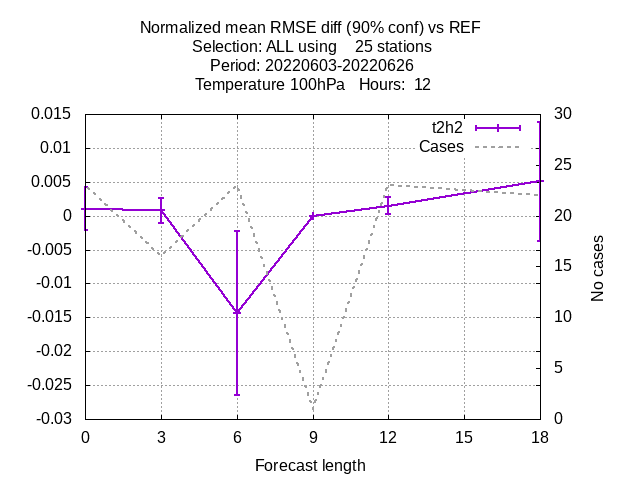 Normalized mean RMSE diff (90% conf) vs REF
Selection: ALL using    25 stations
Period: 20220603-20220626
Temperature 100hPa   Hours:  12
0.015
0.01
0.005
0
-0.005
-0.01
-0.015
-0.02
-0.025
-0.03
t2h2
Cases
30
25
20
15
10
5
0
No cases
0 3 6 9 12 15 18
Forecast length